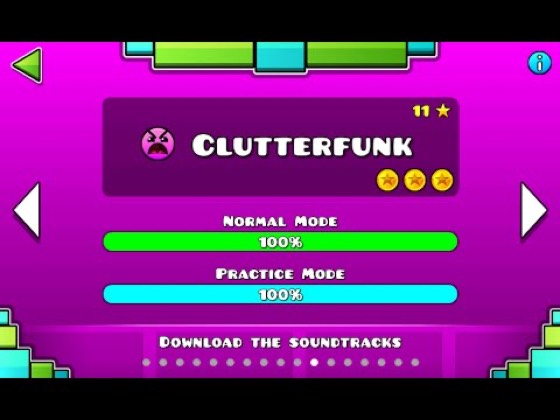 11
Clutterfunk
Normal Mode
100%
Practice Mode
100%
Download the soundtracks